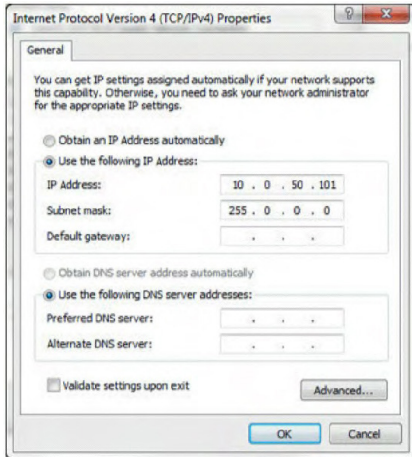 Internet Protocol Version 4 (TCP/IPv4) Properties
General
You can get IP settings assigned automatically if your network supports
this capability. Otherwise, you need to ask your network administrator
for the appropriate IP settings.
Obtain an IP Address automatically
Use the following IP Address:
IP Address: 10 . 0 . 50 . 101
Subnet mask: 255 . 0 . 0 . 0
Default gateway: . . .
Obtain DNS server address automatically
Use the following DNS server addresses:
Preferred DNS server: . . .
Alternate DNS server: . . .
Validate settings upon exit
Advanced...
OK Cancel